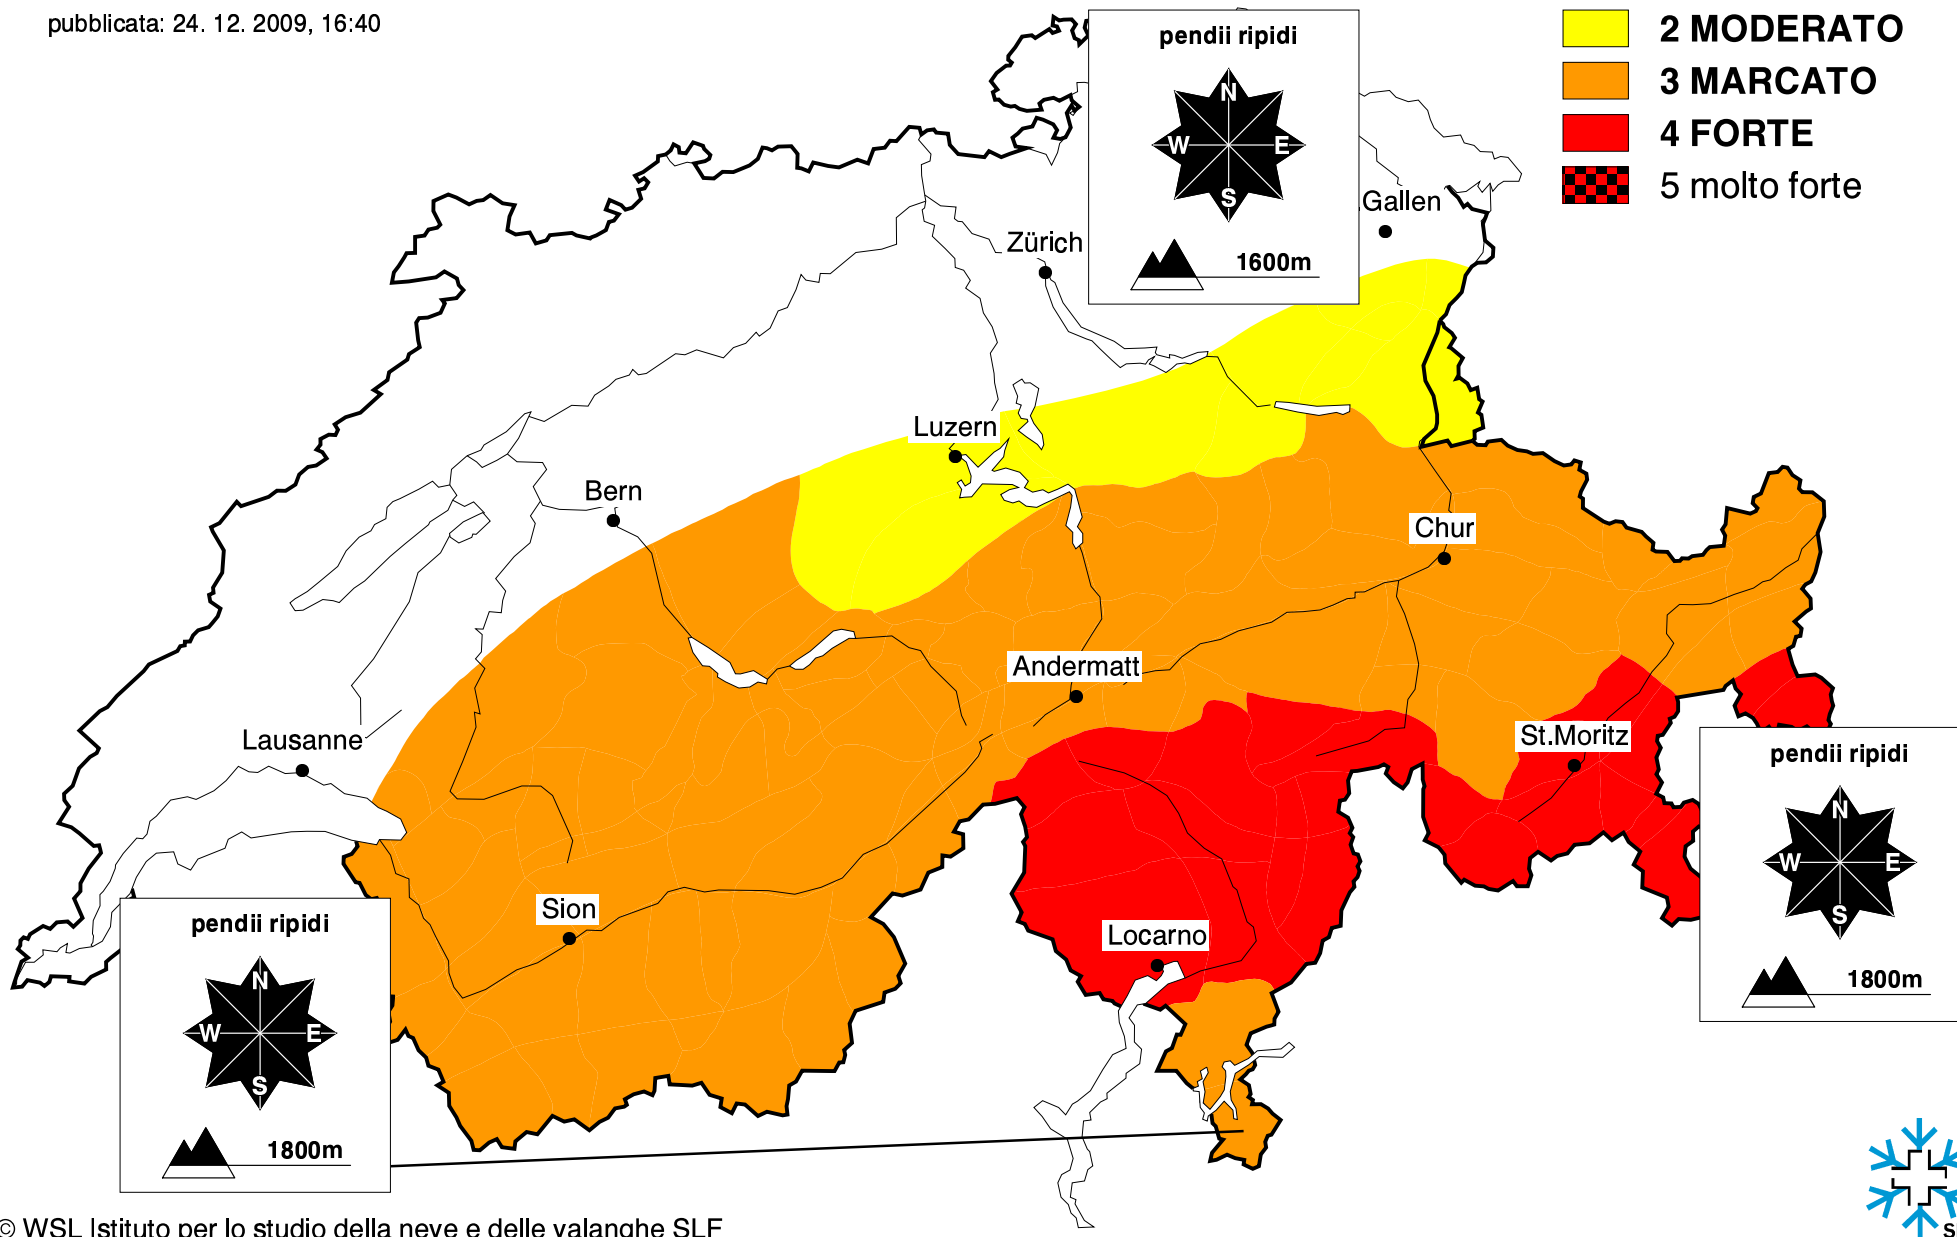 pubblicata: 24. 12. 2009, 16:40
2 MODERATO
3 MARCATO
4 FORTE
5 molto forte
pendii ripidi
N
W E
S
1600m
Gallen
Zürich
Luzern
Bern
Chur
Andermatt
Lausanne
St.Moritz
pendii ripidi
N
W E
S
1800m
Sion
Locarno
pendii ripidi
N
W E
S
1800m
© WSL Istituto per lo studio della neve e delle valanghe SLF
S